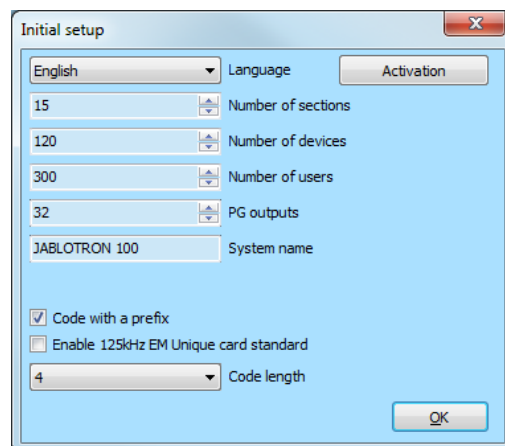 Initial setup
English Language Activation
15 Number of sections
120 Number of devices
300 Number of users
32 PG outputs
JABLOTRON 100 System name
Code with a prefix
Enable 125kHz EM Unique card standard
4 Code length
OK